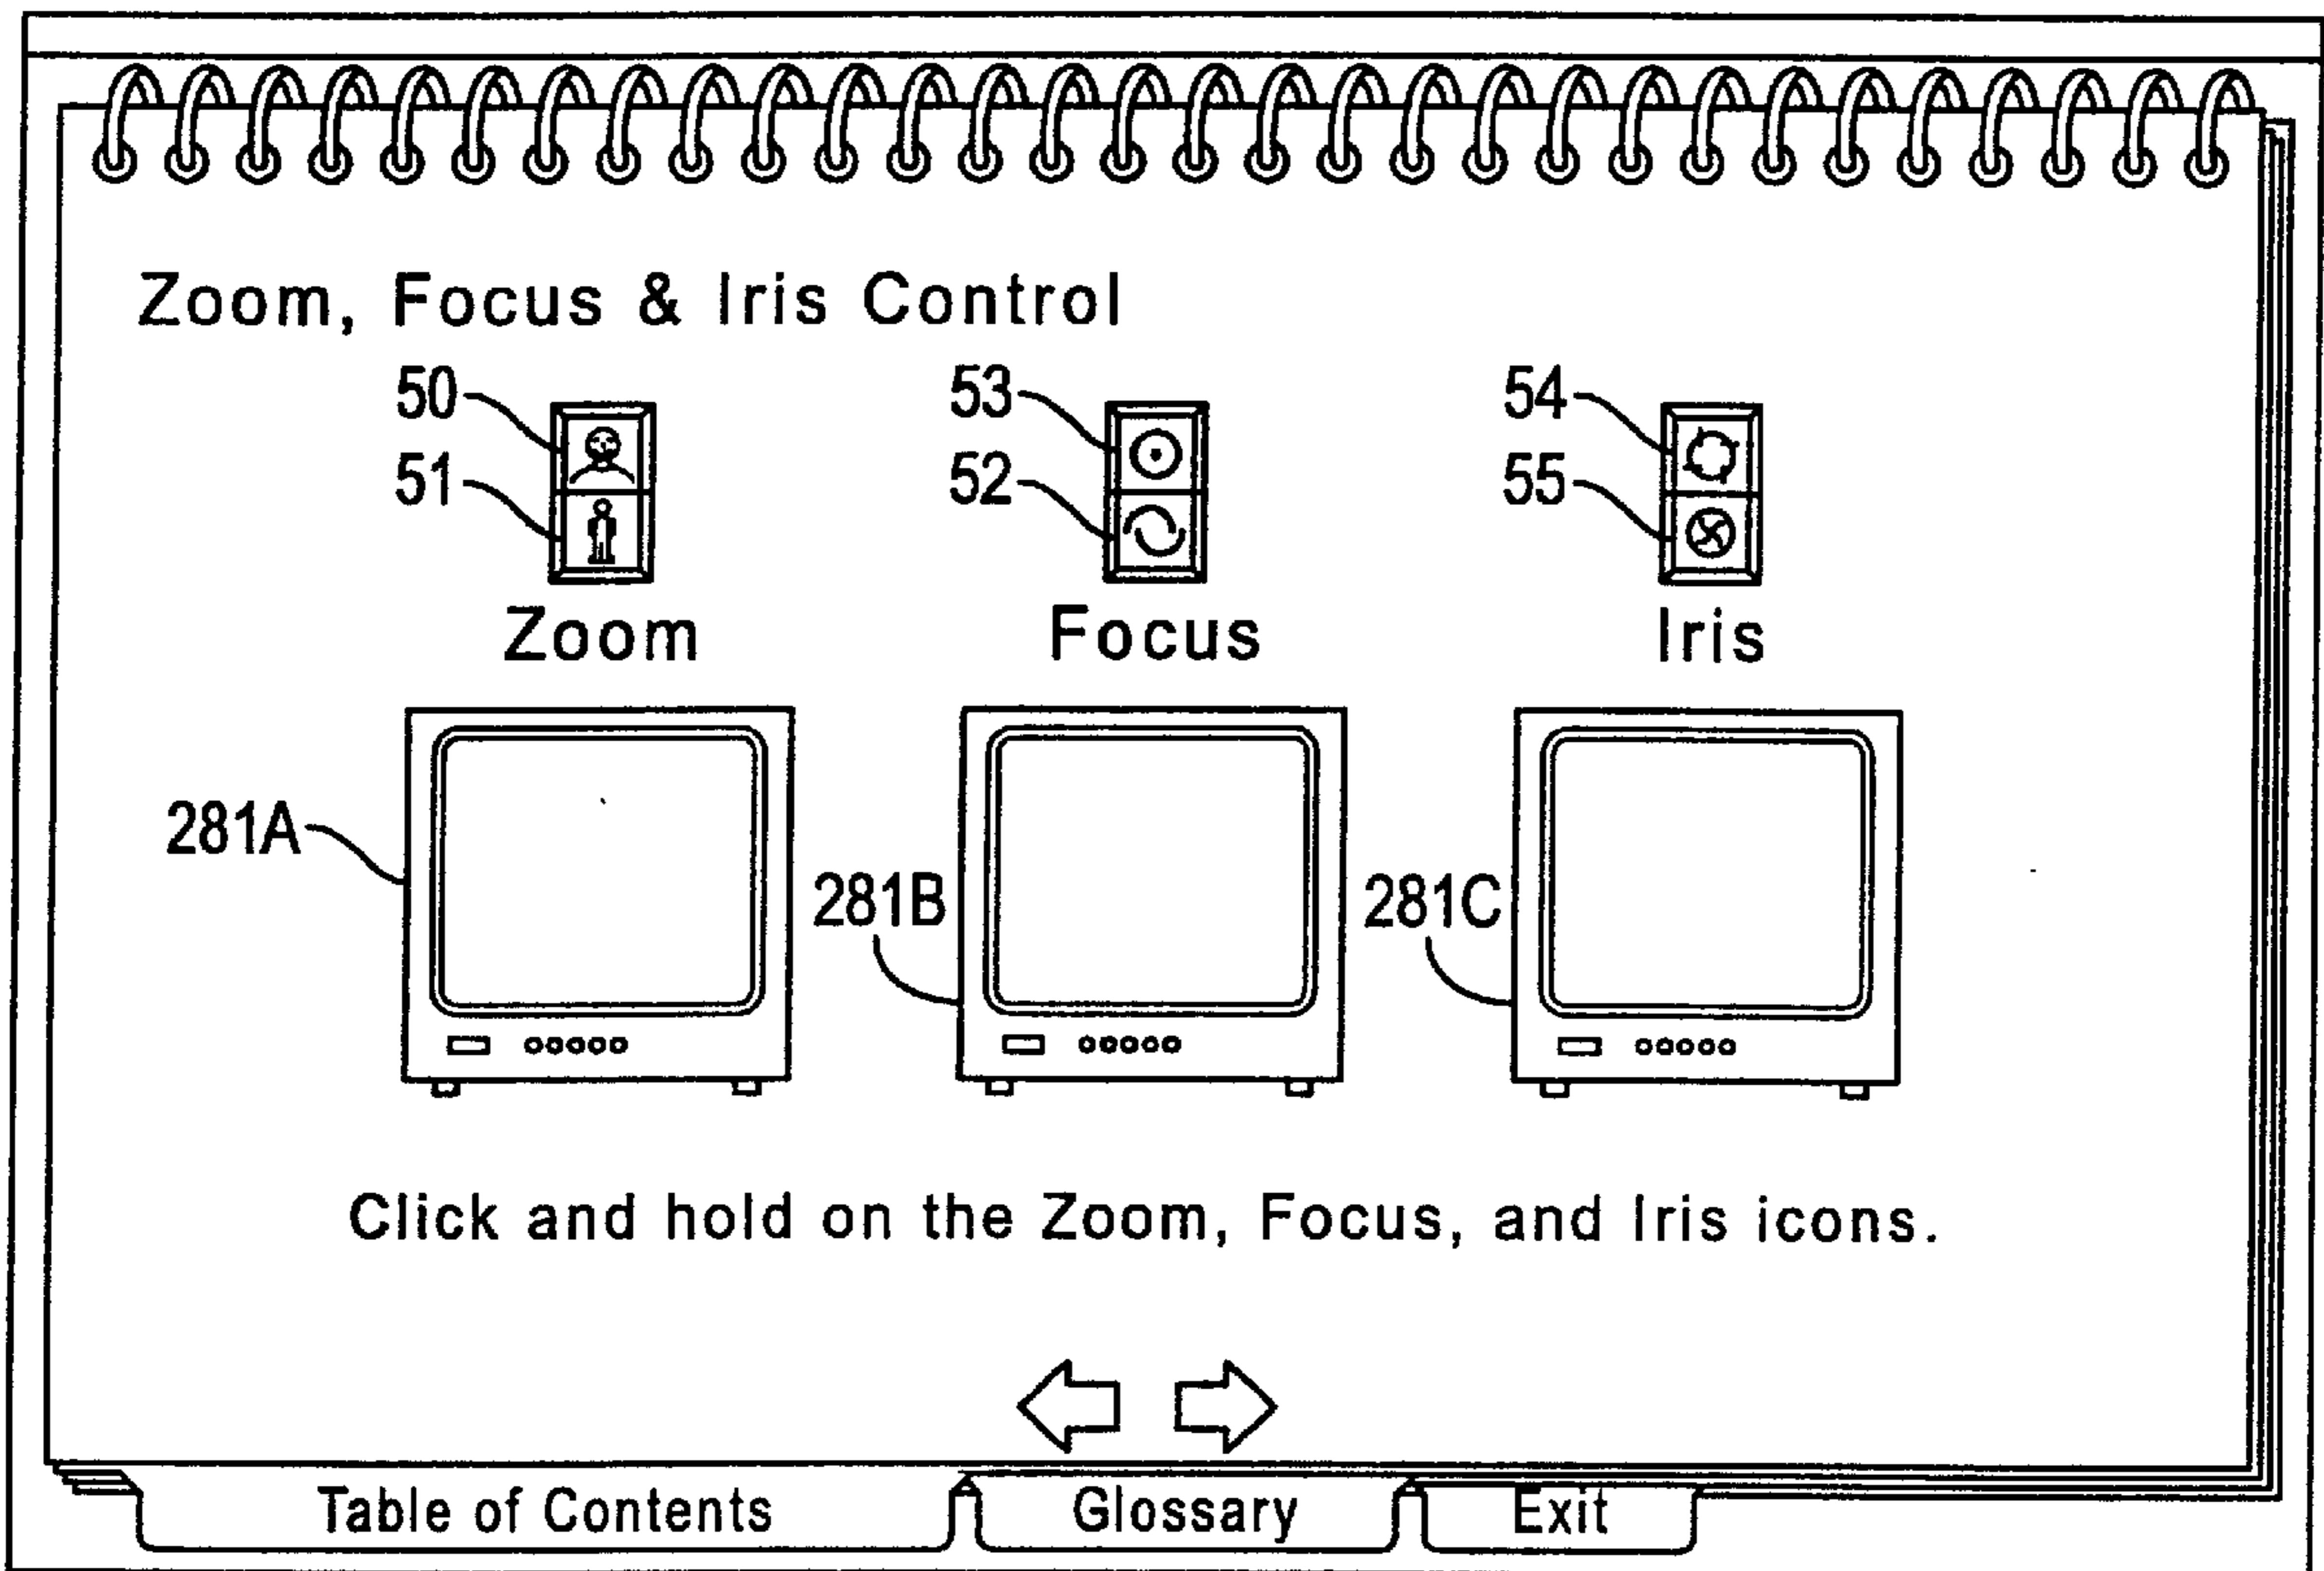 Zoom, Focus & Iris Control
50
53
54
51
52
55
Zoom
Focus
Iris
281A
281B
281C
Click and hold on the Zoom, Focus, and Iris icons.
Table of Contents
Glossary
Exit